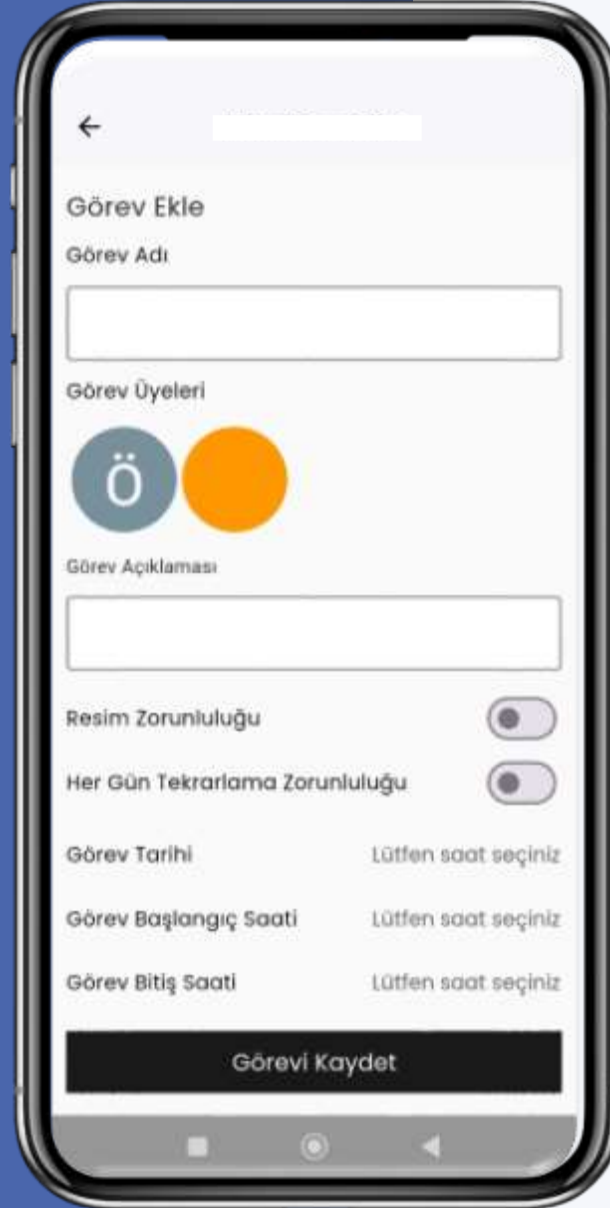 Görev Ekle
Görev Adı
Görev Üyeleri
Ö
Görev Açıklaması
Resim Zorunluluğu
Her Gün Tekrarlama Zorunluluğu
Görev Tarihi Lütfen saat seçiniz
Görev Başlangıç Saati Lütfen saat seçiniz
Görev Bitiş Saati Lütfen saat seçiniz
Görevi Kaydet